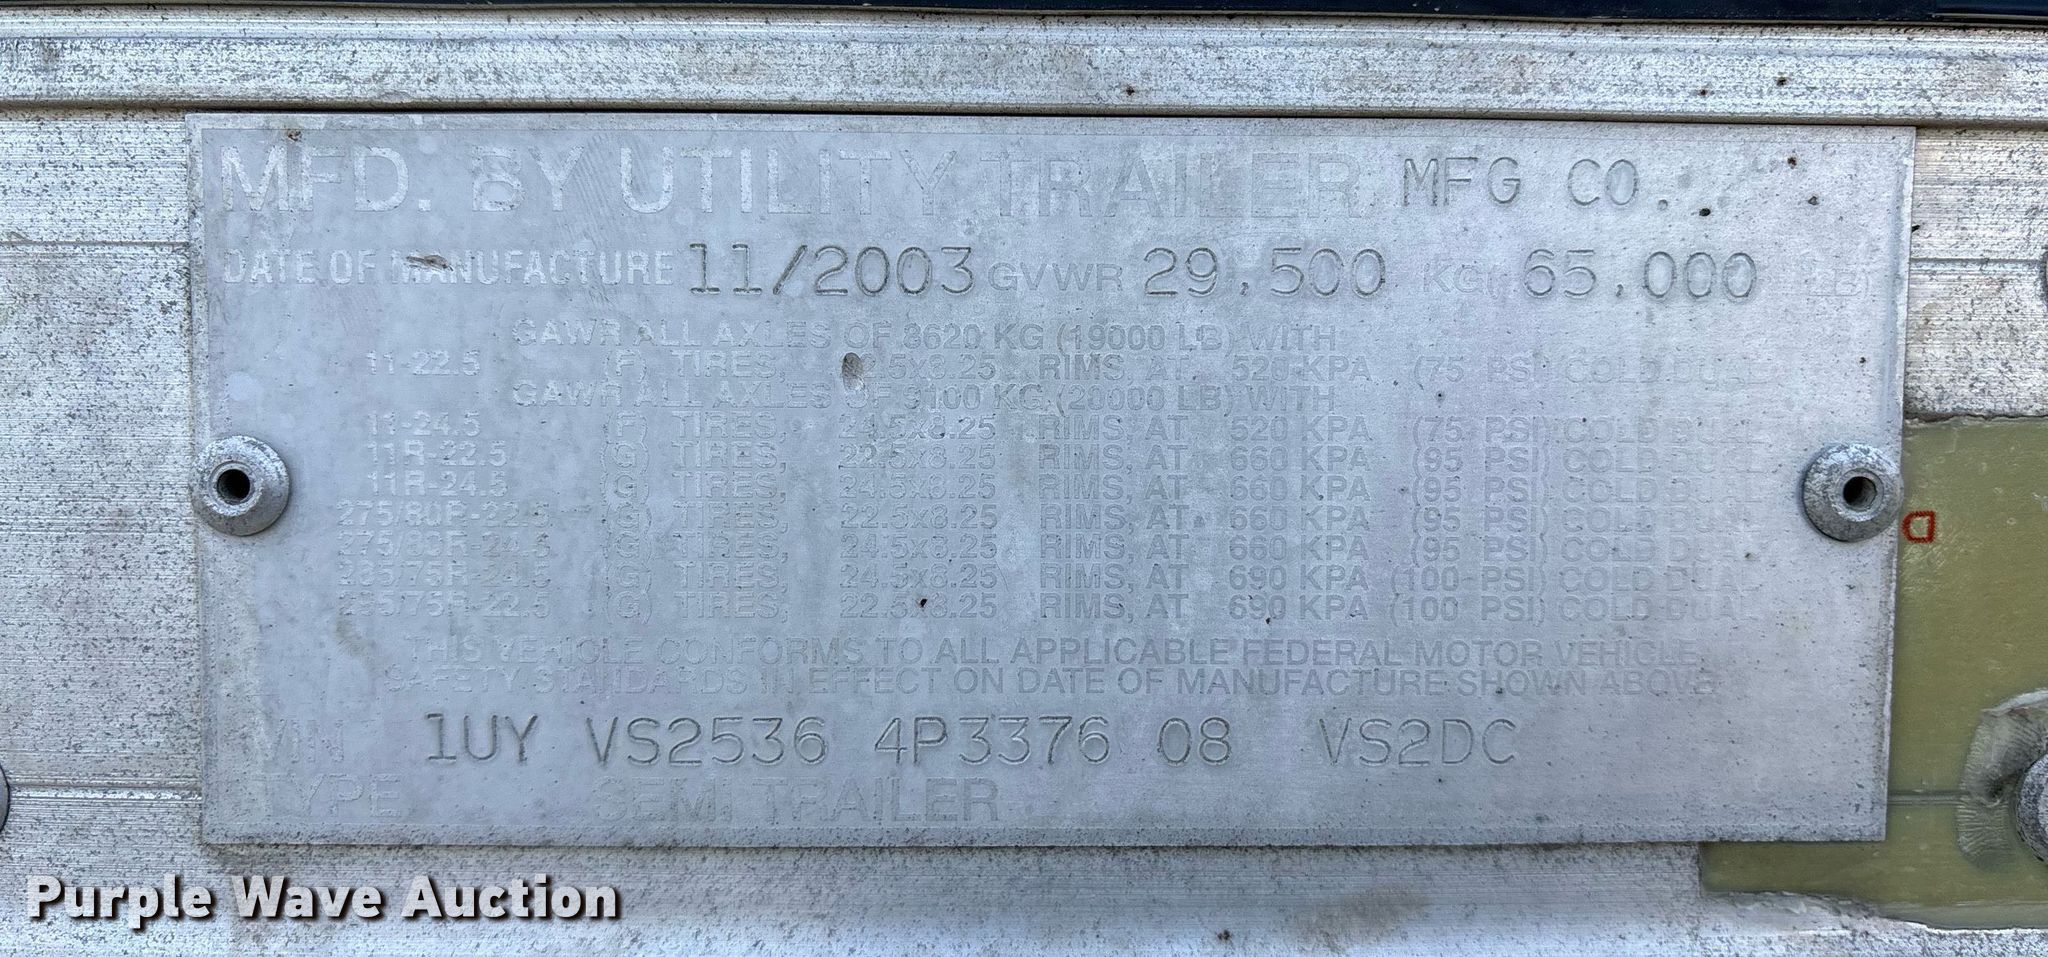 MFD. BY UTILITY TRAILER MFG CO.
DATE OF MANUFACTURE 11/2003 GVWR 29,500 KG( 65,000 LB)
GAWR ALL AXLES OF 8620 KG (19000 LB) WITH
11-22.5 (F) TIRES, 22.5x8.25 RIMS, AT 520 KPA (75 PSI) COLD DUAL
GAWR ALL AXLES OF 9100 KG (20000 LB) WITH
11-24.5 (F) TIRES, 24.5x8.25 RIMS, AT 520 KPA (75 PSI) COLD DUAL
11R-22.5 (G) TIRES, 22.5x8.25 RIMS, AT 660 KPA (95 PSI) COLD DUAL
11R-24.5 (G) TIRES, 24.5x8.25 RIMS, AT 660 KPA (95 PSI) COLD DUAL
275/80R-22.5 (G) TIRES, 22.5x8.25 RIMS, AT 660 KPA (95 PSI) COLD DUAL
275/80R-24.5 (G) TIRES, 24.5x8.25 RIMS, AT 660 KPA (95 PSI) COLD DUAL
285/75R-24.5 (G) TIRES, 24.5x8.25 RIMS, AT 690 KPA (100 PSI) COLD DUAL
295/75R-22.5 (G) TIRES, 22.5x8.25 RIMS, AT 690 KPA (100 PSI) COLD DUAL
THIS VEHICLE CONFORMS TO ALL APPLICABLE FEDERAL MOTOR VEHICLE
SAFETY STANDARDS IN EFFECT ON DATE OF MANUFACTURE SHOWN ABOVE
VIN 1UY VS2536 4P3376 08 VS2DC
TYPE SEMI TRAILER
D
Purple Wave Auction